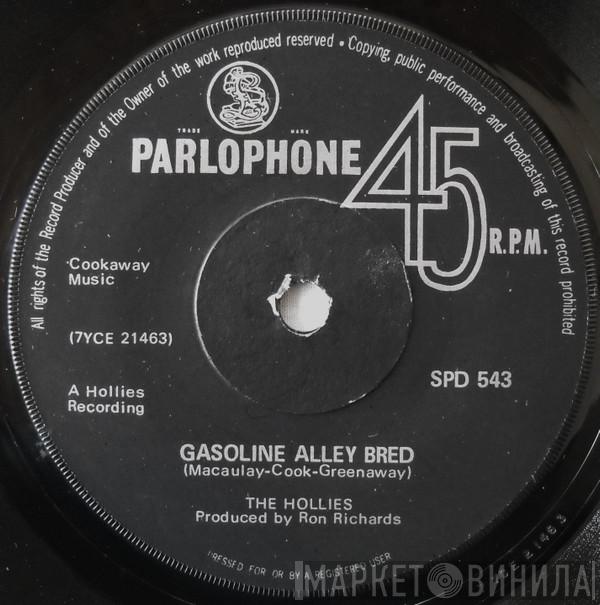 All rights of the Record Producer and of the Owner of the work reproduced reserved • Copying, public performance and broadcasting of this record prohibited
TRADE MARK
PARLOPHONE
45
R.P.M.
Cookaway
Music
(7YCE 21463)
SPD 543
A Hollies
Recording
GASOLINE ALLEY BRED
(Macaulay-Cook-Greenaway)
THE HOLLIES
Produced by Ron Richards
PRESSED FOR OR BY A REGISTERED USER
МАРКЕТ ВИНИЛА